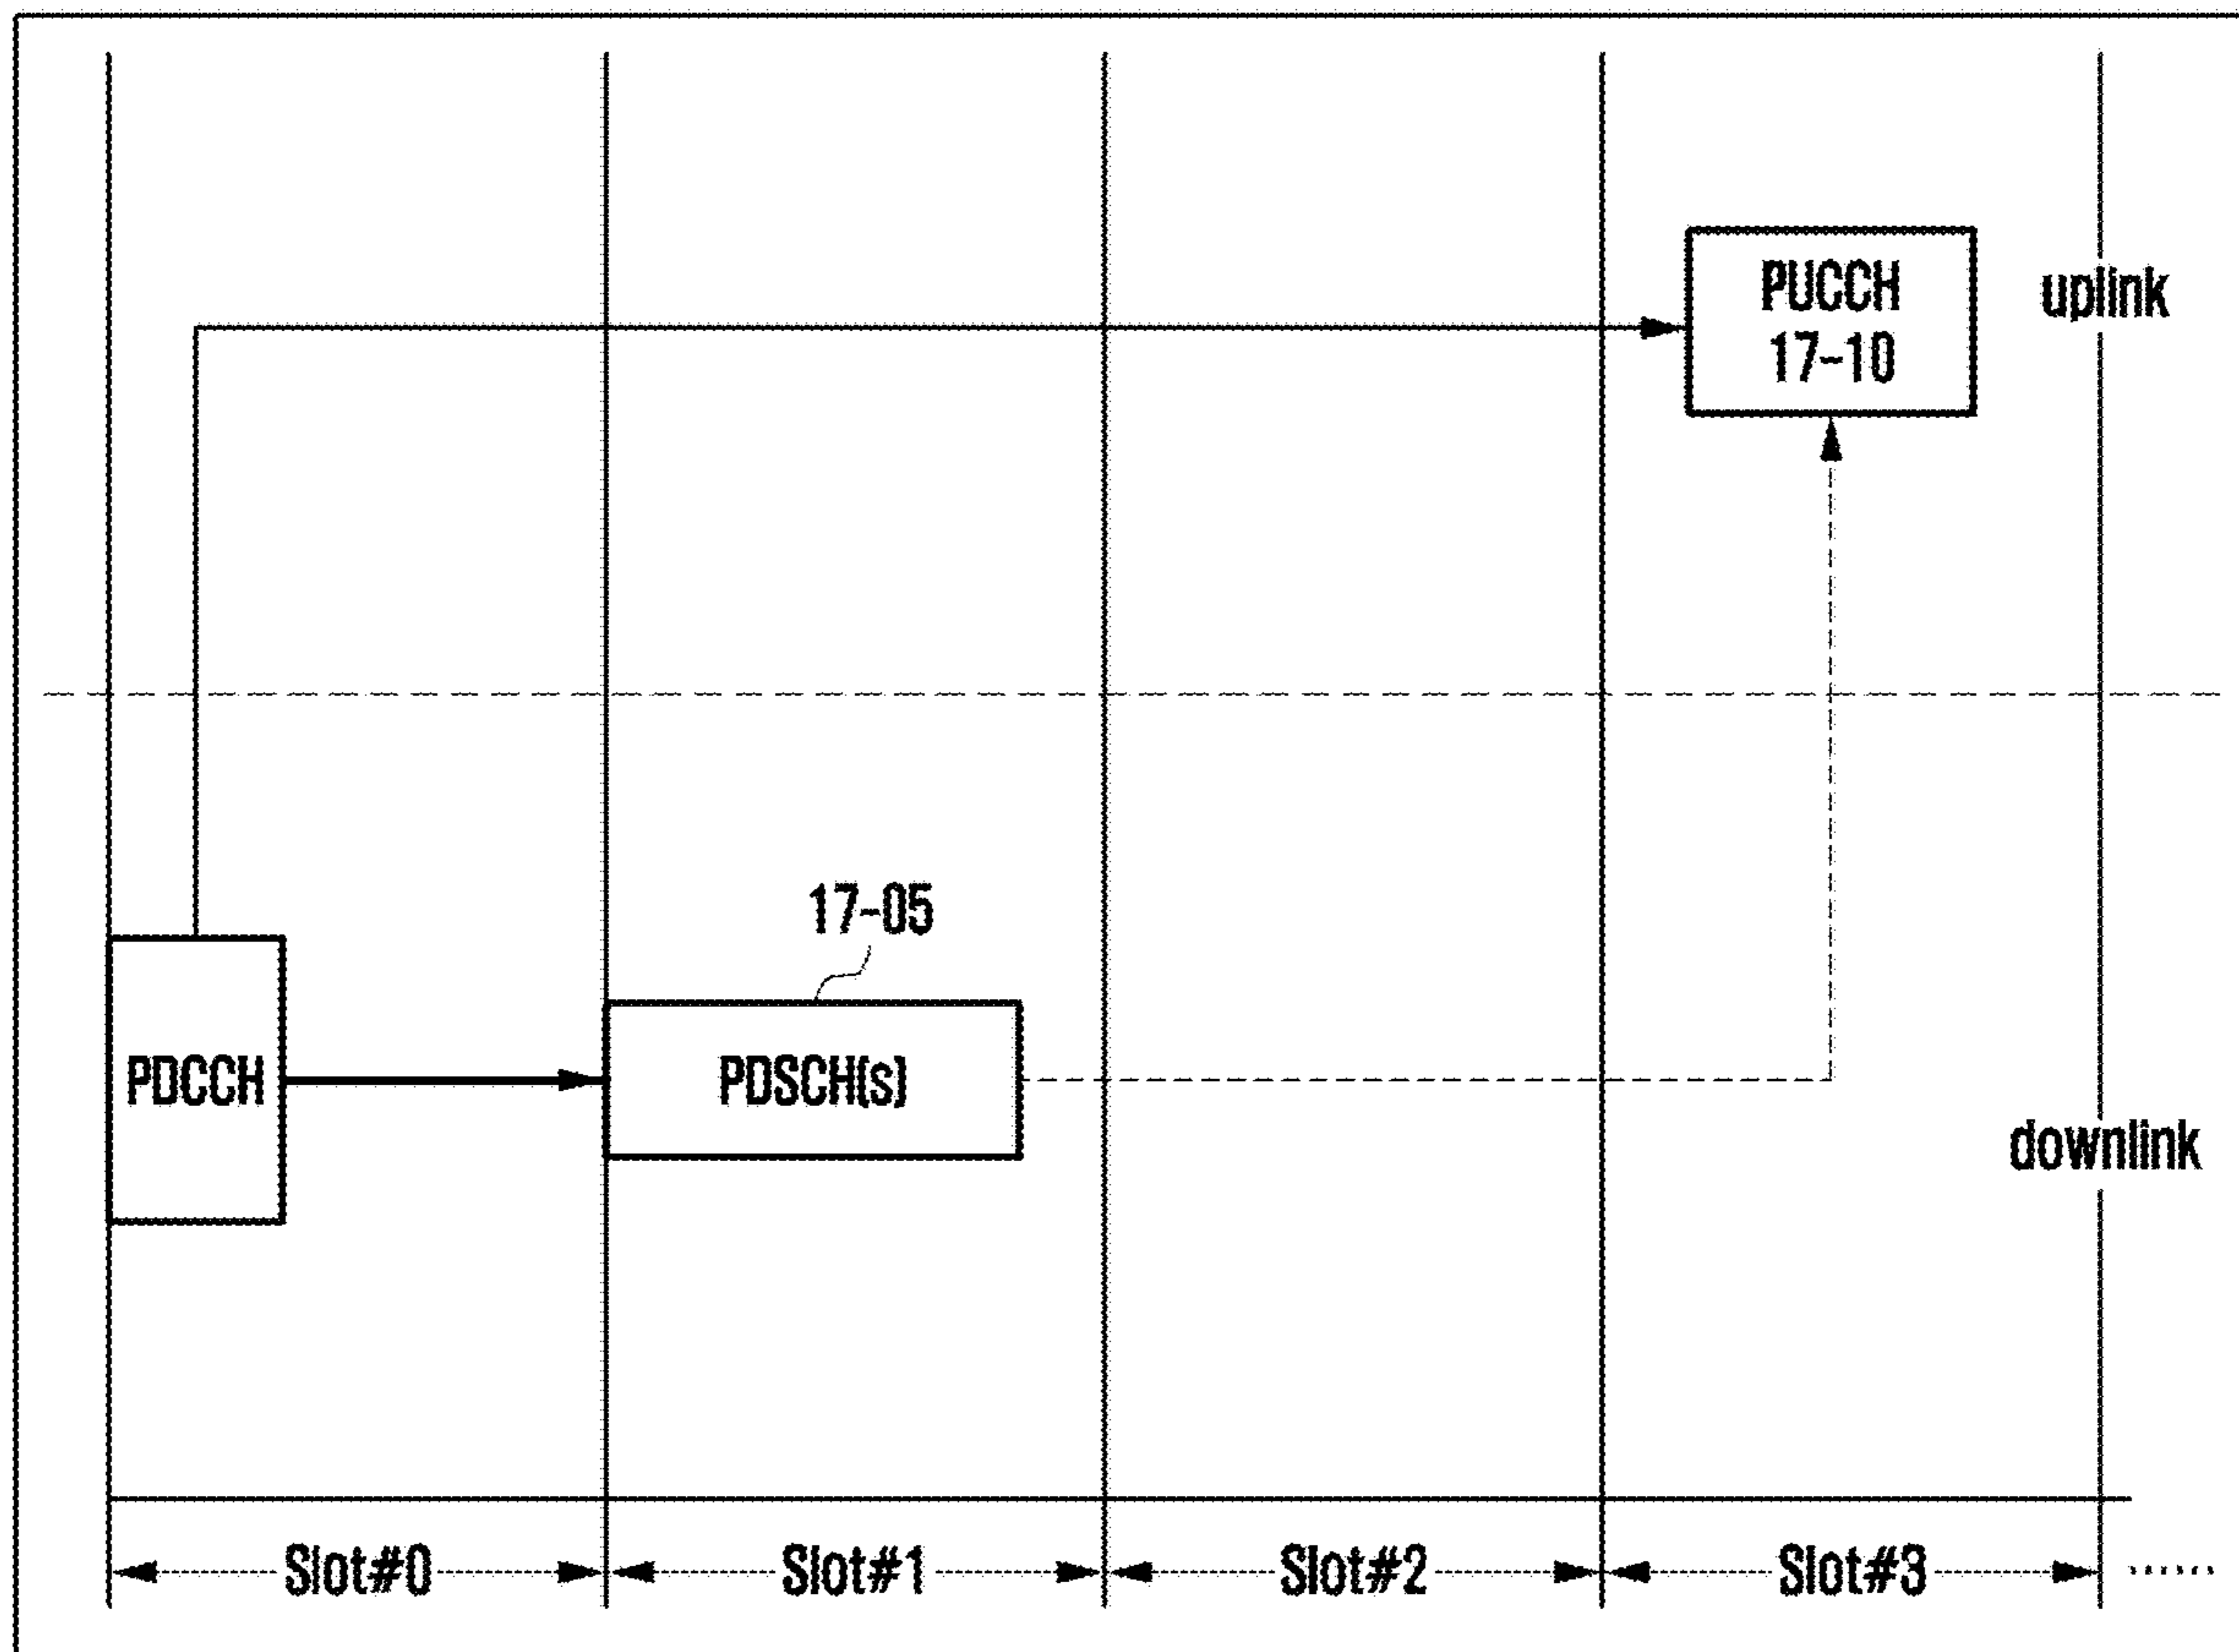 PUCCH
17-10
uplink
17-05
PDCCH
PDSCH(s)
downlink
Slot#0
Slot#1
Slot#2
Slot#3
......